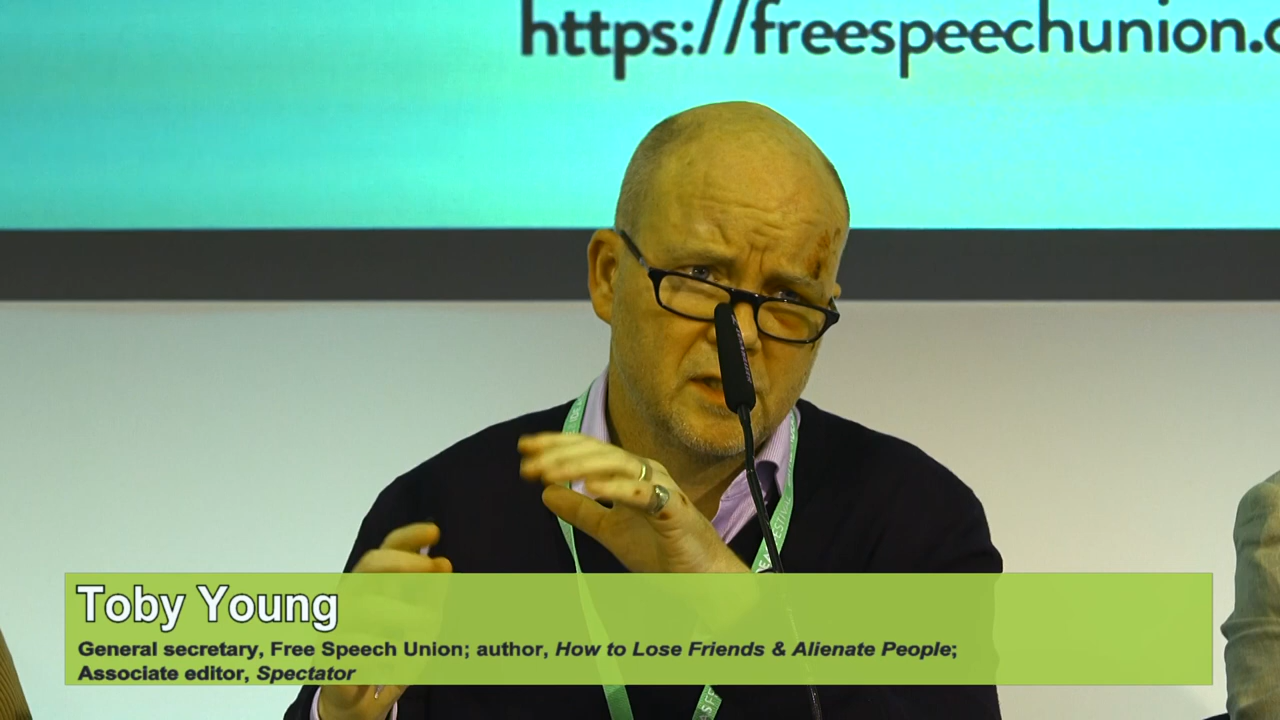 https://freespeechunion.
Toby Young
General secretary, Free Speech Union; author, How to Lose Friends & Alienate People;
Associate editor, Spectator